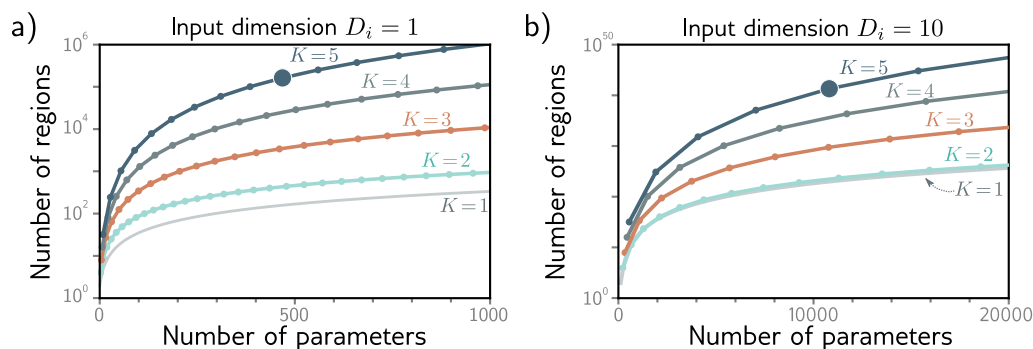 a)
Input dimension $D_i = 1$
Number of regions
10^6
10^4
10^2
10^0
K=5
K=4
K=3
K=2
K=1
0
500
1000
Number of parameters
b)
Input dimension $D_i = 10$
Number of regions
10^50
10^0
K=5
K=4
K=3
K=2
K=1
0
10000
20000
Number of parameters